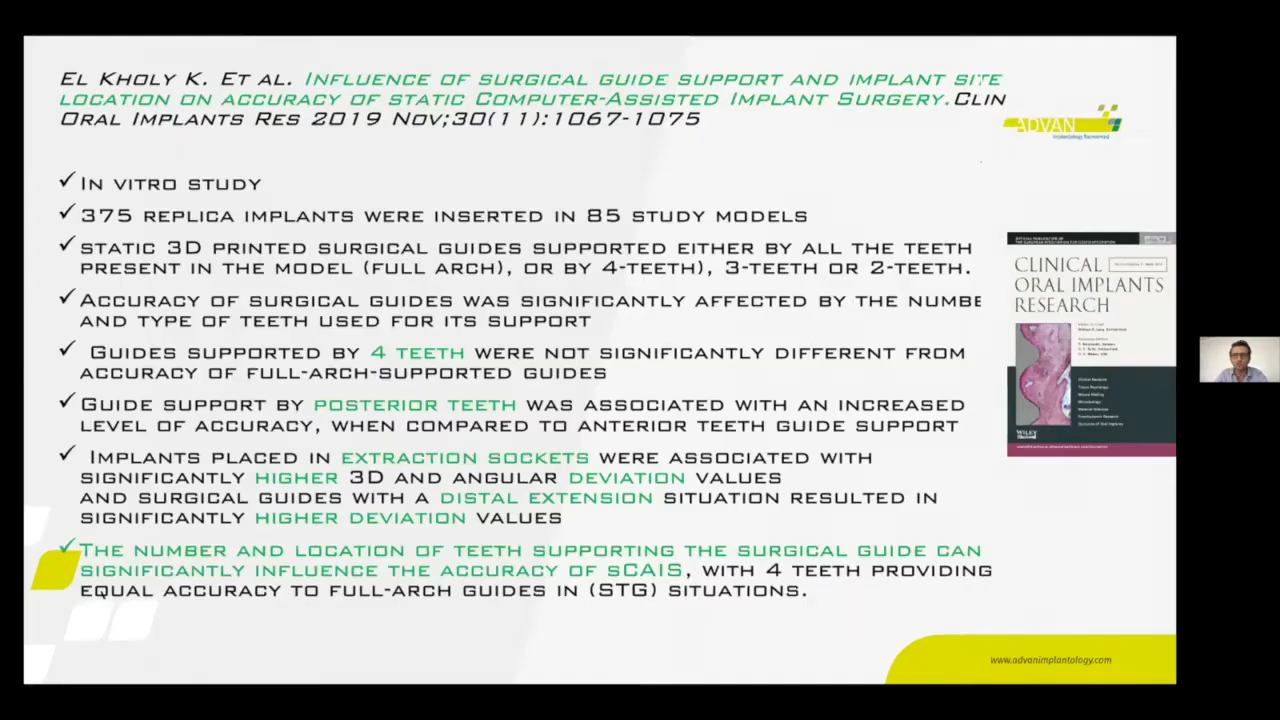 El Kholy K. Et al. Influence of surgical guide support and implant site
location on accuracy of static Computer-Assisted Implant Surgery. Clin
Oral Implants Res 2019 Nov;30(11):1067-1075
ADVAN
Implantology Reinvented
✓ In vitro study
✓ 375 replica implants were inserted in 85 study models
✓ static 3D printed surgical guides supported either by all the teeth
present in the model (full arch), or by 4-teeth), 3-teeth or 2-teeth.
✓ Accuracy of surgical guides was significantly affected by the numbe
and type of teeth used for its support
✓ Guides supported by 4 teeth were not significantly different from
accuracy of full-arch-supported guides
✓ Guide support by posterior teeth was associated with an increased
level of accuracy, when compared to anterior teeth guide support
✓ Implants placed in extraction sockets were associated with
significantly higher 3D and angular deviation values
and surgical guides with a distal extension situation resulted in
significantly higher deviation values
✓ The number and location of teeth supporting the surgical guide can
significantly influence the accuracy of sCAIS, with 4 teeth providing
equal accuracy to full-arch guides in (STG) situations.
CLINICAL
ORAL IMPLANTS
RESEARCH
WILEY
www.advanimplantology.com